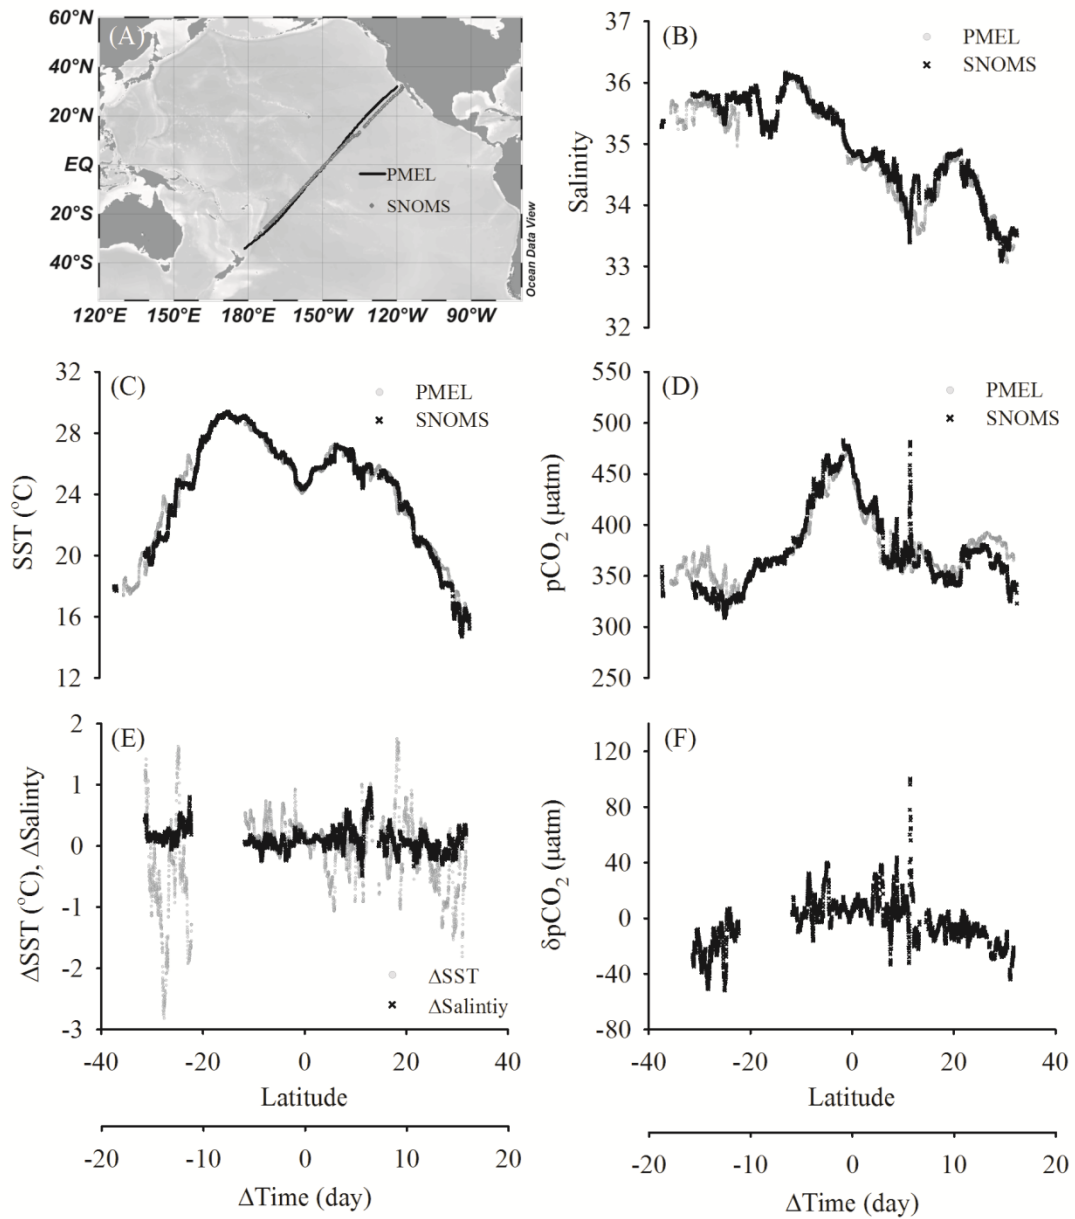 (A)
60°N
40°N
20°N
EQ
20°S
40°S
120°E 150°E 180°E 150°W 120°W 90°W
PMEL
SNOMS
Ocean Data View
(B)
PMEL
SNOMS
Salinity
37
36
35
34
33
32
(C)
PMEL
SNOMS
SST (°C)
32
28
24
20
16
12
(D)
PMEL
SNOMS
pCO₂ (µatm)
550
500
450
400
350
300
250
(E)
ΔSST (°C), ΔSalinty
2
1
0
-1
-2
-3
ΔSST
ΔSalintiy
-40 -20 0 20 40
Latitude
-20 -10 0 10 20
ΔTime (day)
(F)
δpCO₂ (µatm)
120
80
40
0
-40
-80
-40 -20 0 20 40
Latitude
-20 -10 0 10 20
ΔTime (day)